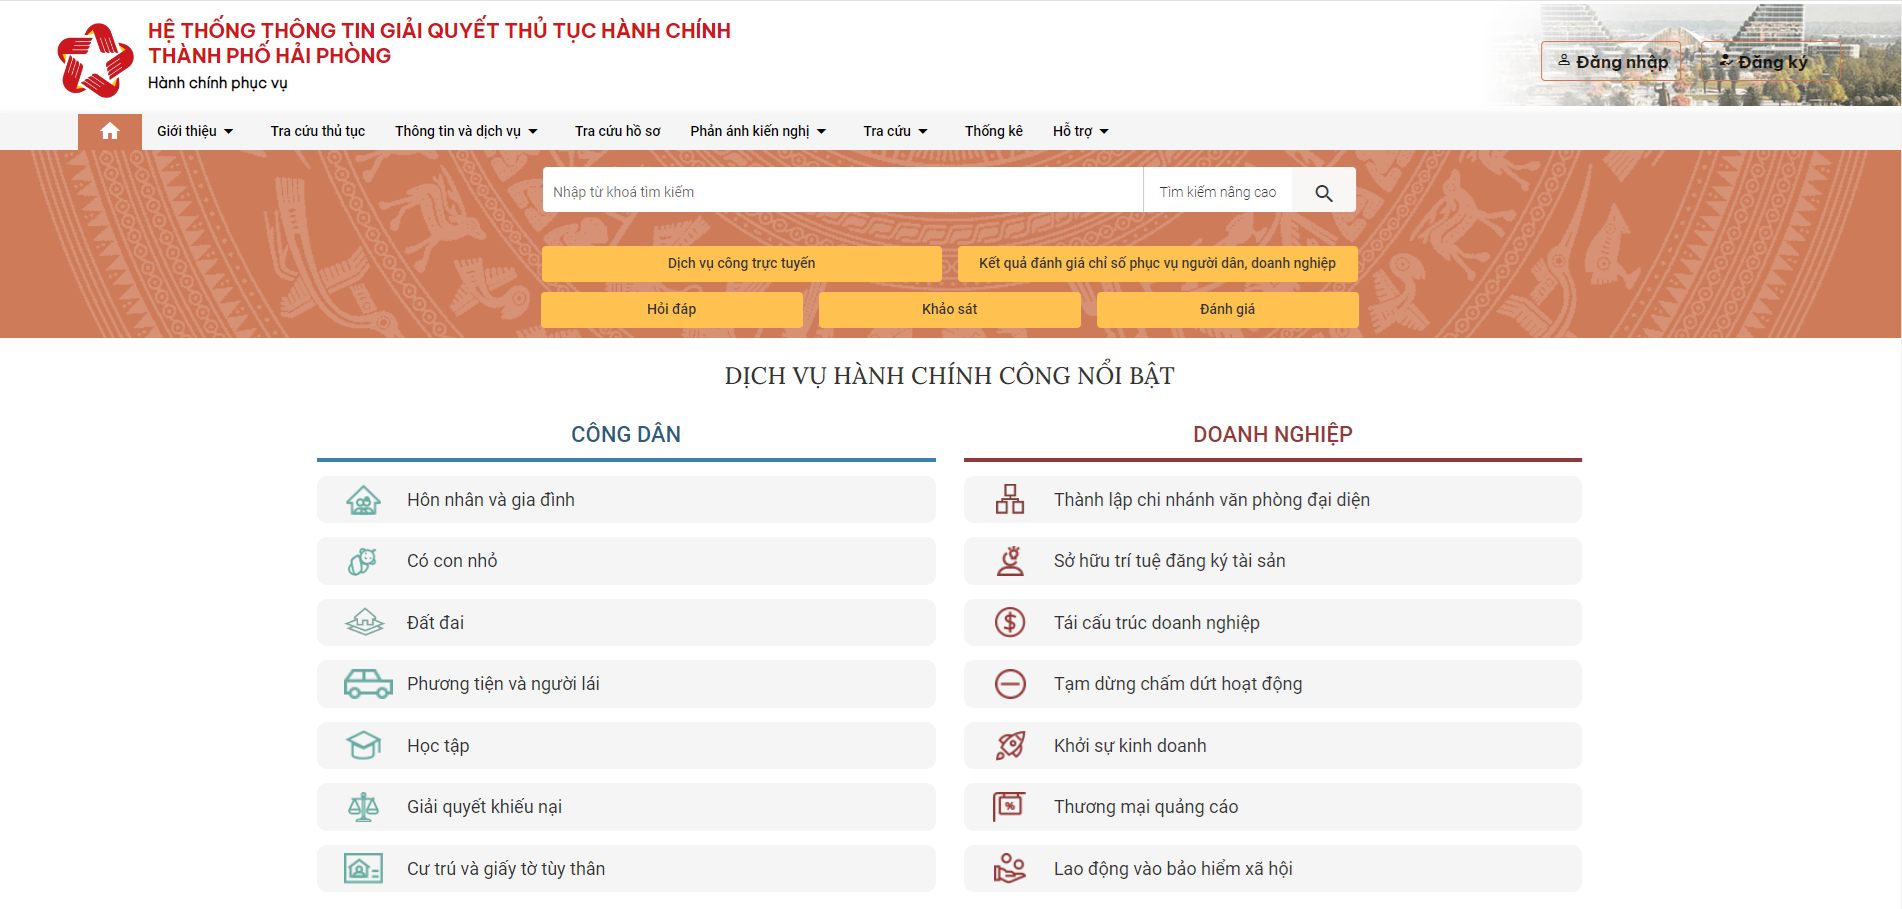 HỆ THỐNG THÔNG TIN GIẢI QUYẾT THỦ TỤC HÀNH CHÍNH
THÀNH PHỐ HẢI PHÒNG
Hành chính phục vụ
Đăng nhập
Đăng ký
Giới thiệu
Tra cứu thủ tục
Thông tin và dịch vụ
Tra cứu hồ sơ
Phản ánh kiến nghị
Tra cứu
Thống kê
Hỗ trợ
Nhập từ khoá tìm kiếm
Tìm kiếm nâng cao
Dịch vụ công trực tuyến
Kết quả đánh giá chỉ số phục vụ người dân, doanh nghiệp
Hỏi đáp
Khảo sát
Đánh giá
DỊCH VỤ HÀNH CHÍNH CÔNG NỔI BẬT
CÔNG DÂN
Hôn nhân và gia đình
Có con nhỏ
Đất đai
Phương tiện và người lái
Học tập
Giải quyết khiếu nại
Cư trú và giấy tờ tùy thân
DOANH NGHIỆP
Thành lập chi nhánh văn phòng đại diện
Sở hữu trí tuệ đăng ký tài sản
Tái cấu trúc doanh nghiệp
Tạm dừng chấm dứt hoạt động
Khởi sự kinh doanh
Thương mại quảng cáo
Lao động vào bảo hiểm xã hội